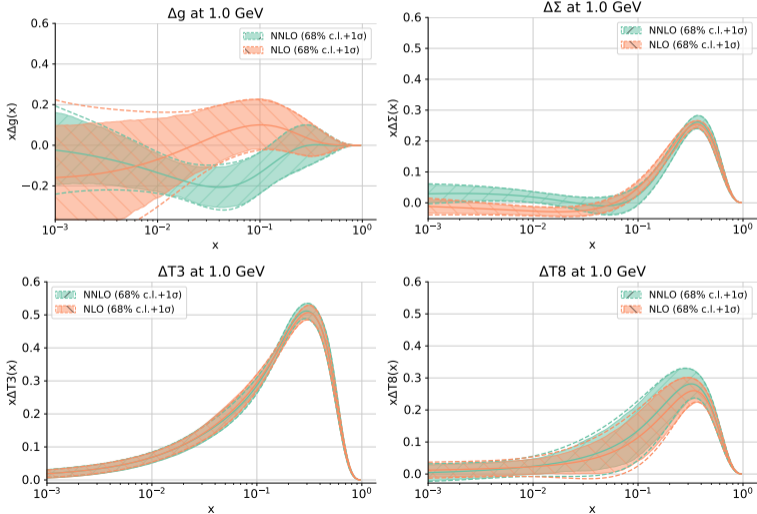 Δg at 1.0 GeV
0.6
0.4
0.2
0.0
−0.2
xΔg(x)
NNLO (68% c.l.+1σ)
NLO (68% c.l.+1σ)
10⁻³ 10⁻² 10⁻¹ 10⁰
x
ΔΣ at 1.0 GeV
0.6
0.5
0.4
0.3
0.2
0.1
0.0
xΔΣ(x)
NNLO (68% c.l.+1σ)
NLO (68% c.l.+1σ)
10⁻³ 10⁻² 10⁻¹ 10⁰
x
ΔT3 at 1.0 GeV
0.6
0.5
0.4
0.3
0.2
0.1
0.0
xΔT3(x)
NNLO (68% c.l.+1σ)
NLO (68% c.l.+1σ)
10⁻³ 10⁻² 10⁻¹ 10⁰
x
ΔT8 at 1.0 GeV
0.6
0.5
0.4
0.3
0.2
0.1
0.0
xΔT8(x)
NNLO (68% c.l.+1σ)
NLO (68% c.l.+1σ)
10⁻³ 10⁻² 10⁻¹ 10⁰
x